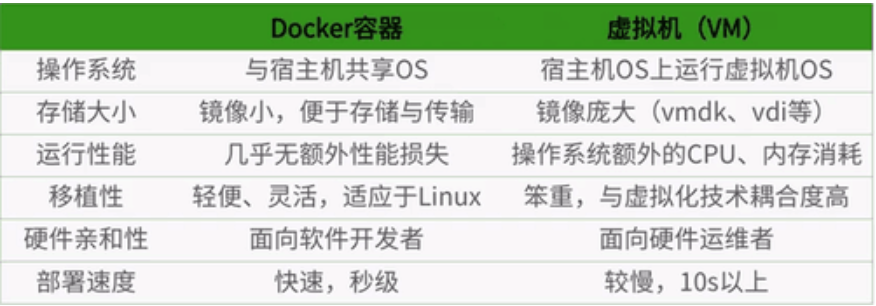 Docker容器 虚拟机（VM）
操作系统 与宿主机共享OS 宿主机OS上运行虚拟机OS
存储大小 镜像小，便于存储与传输 镜像庞大（vmdk、vdi等）
运行性能 几乎无额外性能损失 操作系统额外的CPU、内存消耗
移植性 轻便、灵活，适应于Linux 笨重，与虚拟化技术耦合度高
硬件亲和性 面向软件开发者 面向硬件运维者
部署速度 快速，秒级 较慢，10s以上